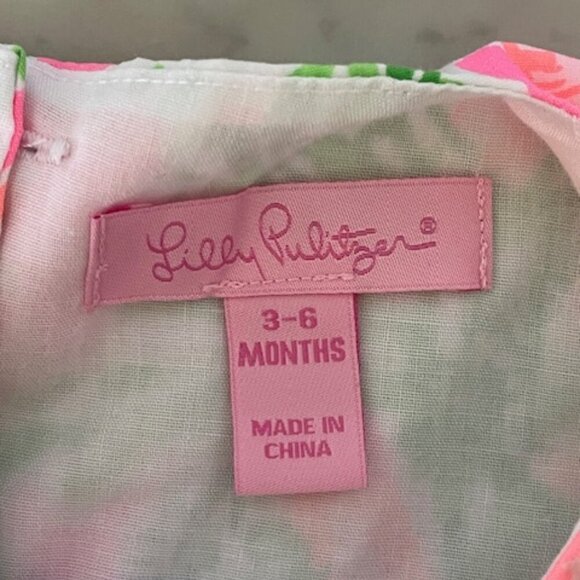 Lilly Pulitzer®
3-6
MONTHS
MADE IN
CHINA